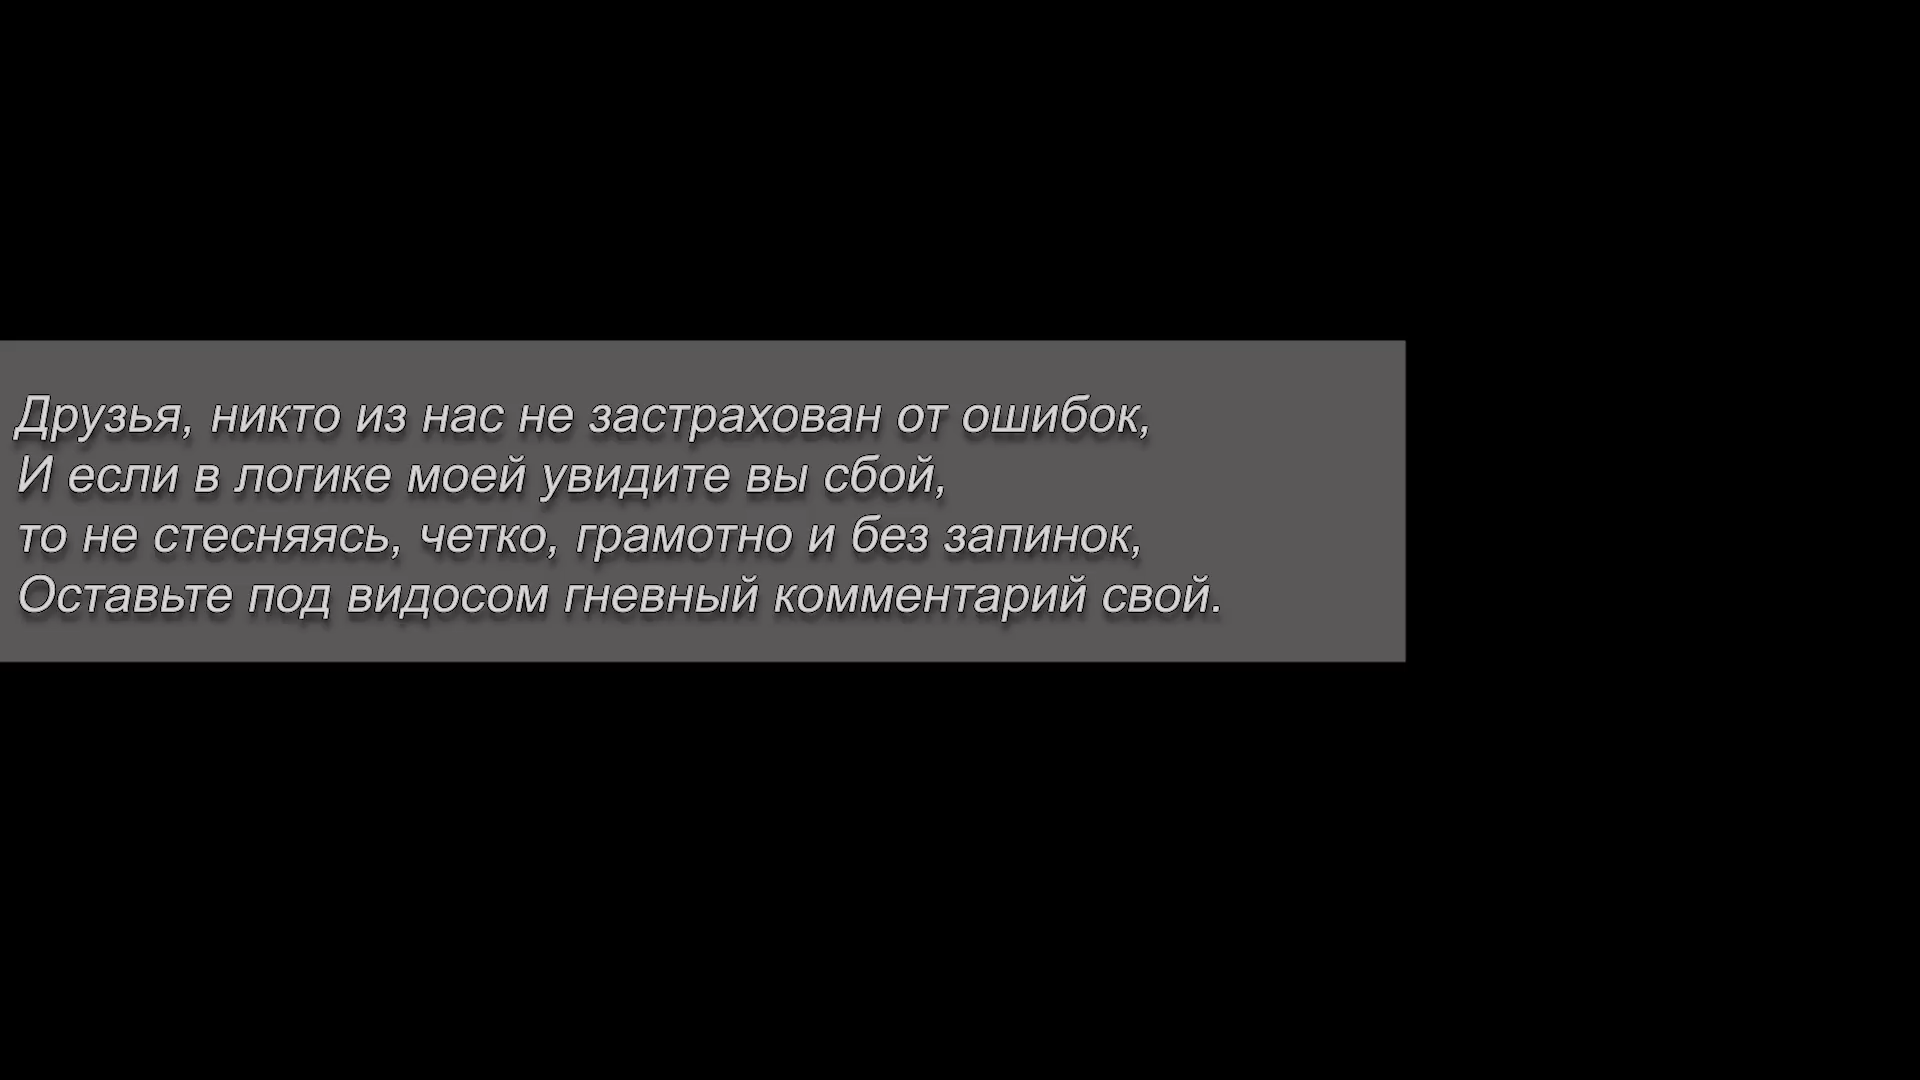 Друзья, никто из нас не застрахован от ошибок,
И если в логике моей увидите вы сбой,
то не стесняясь, четко, грамотно и без запинок,
Оставьте под видосом гневный комментарий свой.